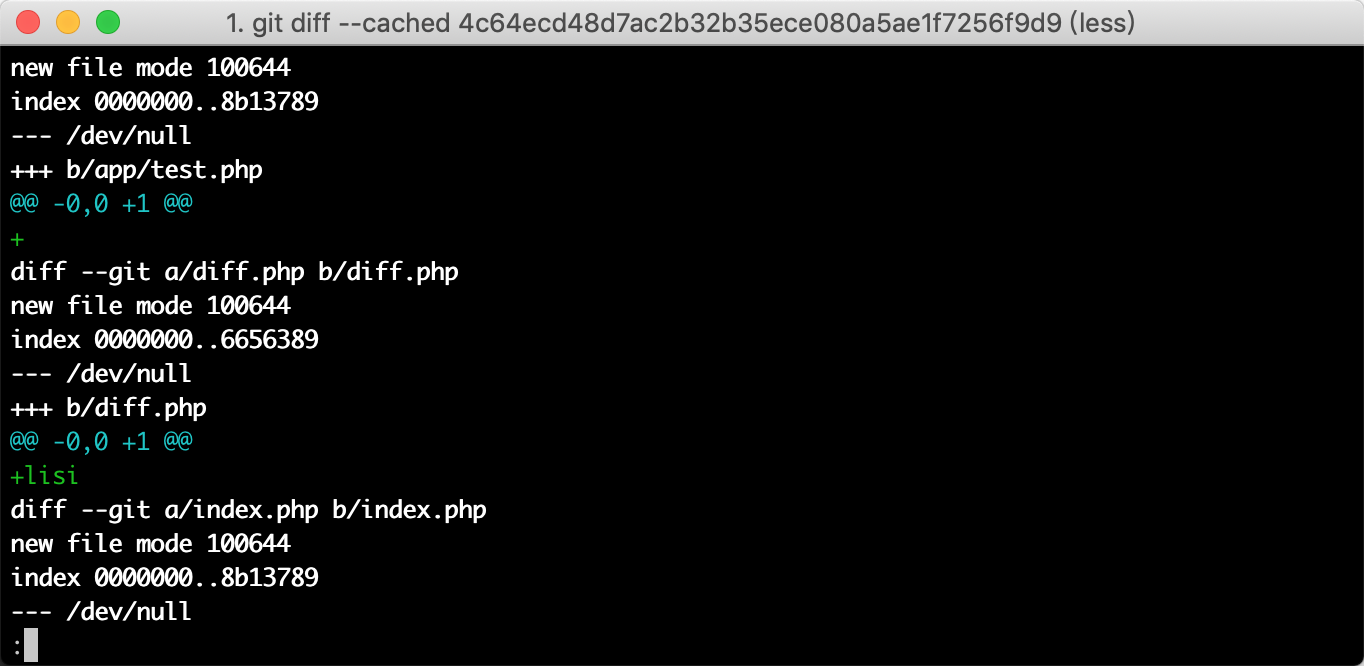 1. git diff --cached 4c64ecd48d7ac2b32b35ece080a5ae1f7256f9d9 (less)
new file mode 100644
index 0000000..8b13789
--- /dev/null
+++ b/app/test.php
@@ -0,0 +1 @@
+
diff --git a/diff.php b/diff.php
new file mode 100644
index 0000000..6656389
--- /dev/null
+++ b/diff.php
@@ -0,0 +1 @@
+lisi
diff --git a/index.php b/index.php
new file mode 100644
index 0000000..8b13789
--- /dev/null
: